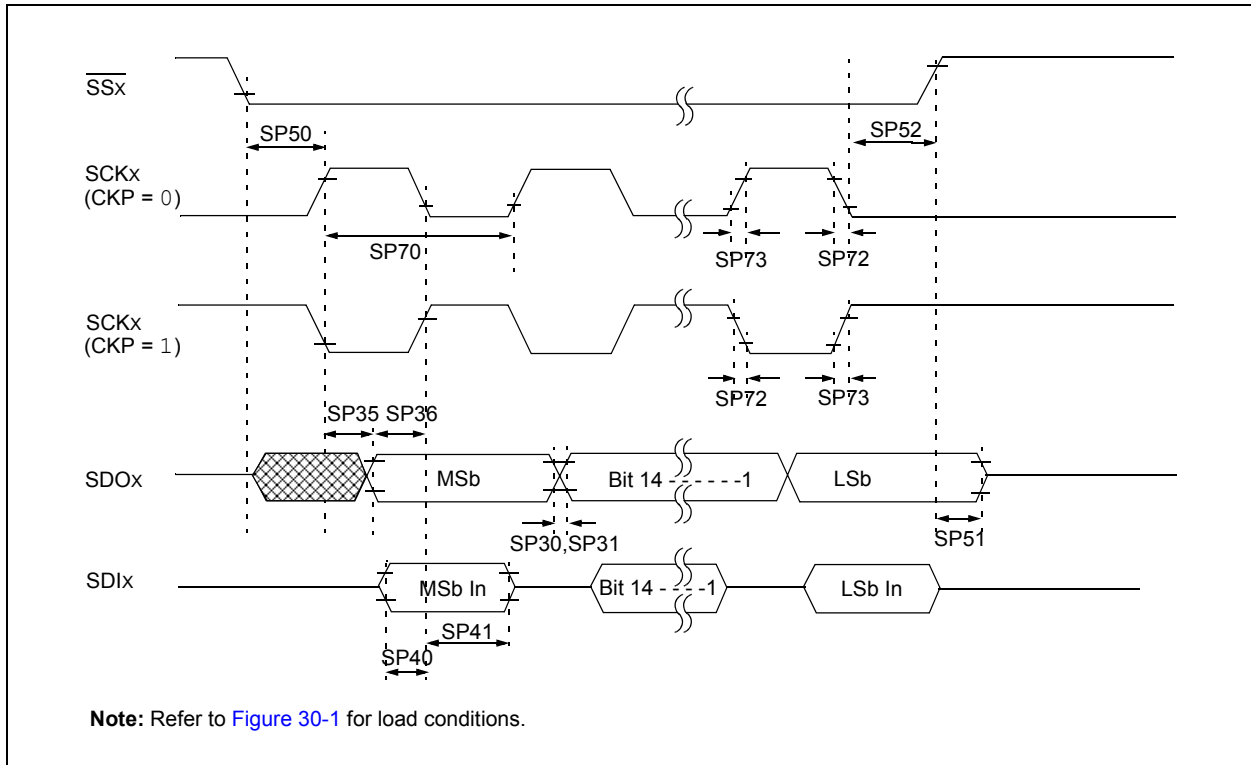 SSx
SP50
SP52
SCKx
(CKP = 0)
SP70
SP73
SP72
SCKx
(CKP = 1)
SP72
SP73
SP35
SP36
SDOx
MSb
Bit 14 - - - - - -1
LSb
SP30,SP31
SP51
SDIx
MSb In
Bit 14 - - - -1
LSb In
SP41
SP40
Note: Refer to Figure 30-1 for load conditions.